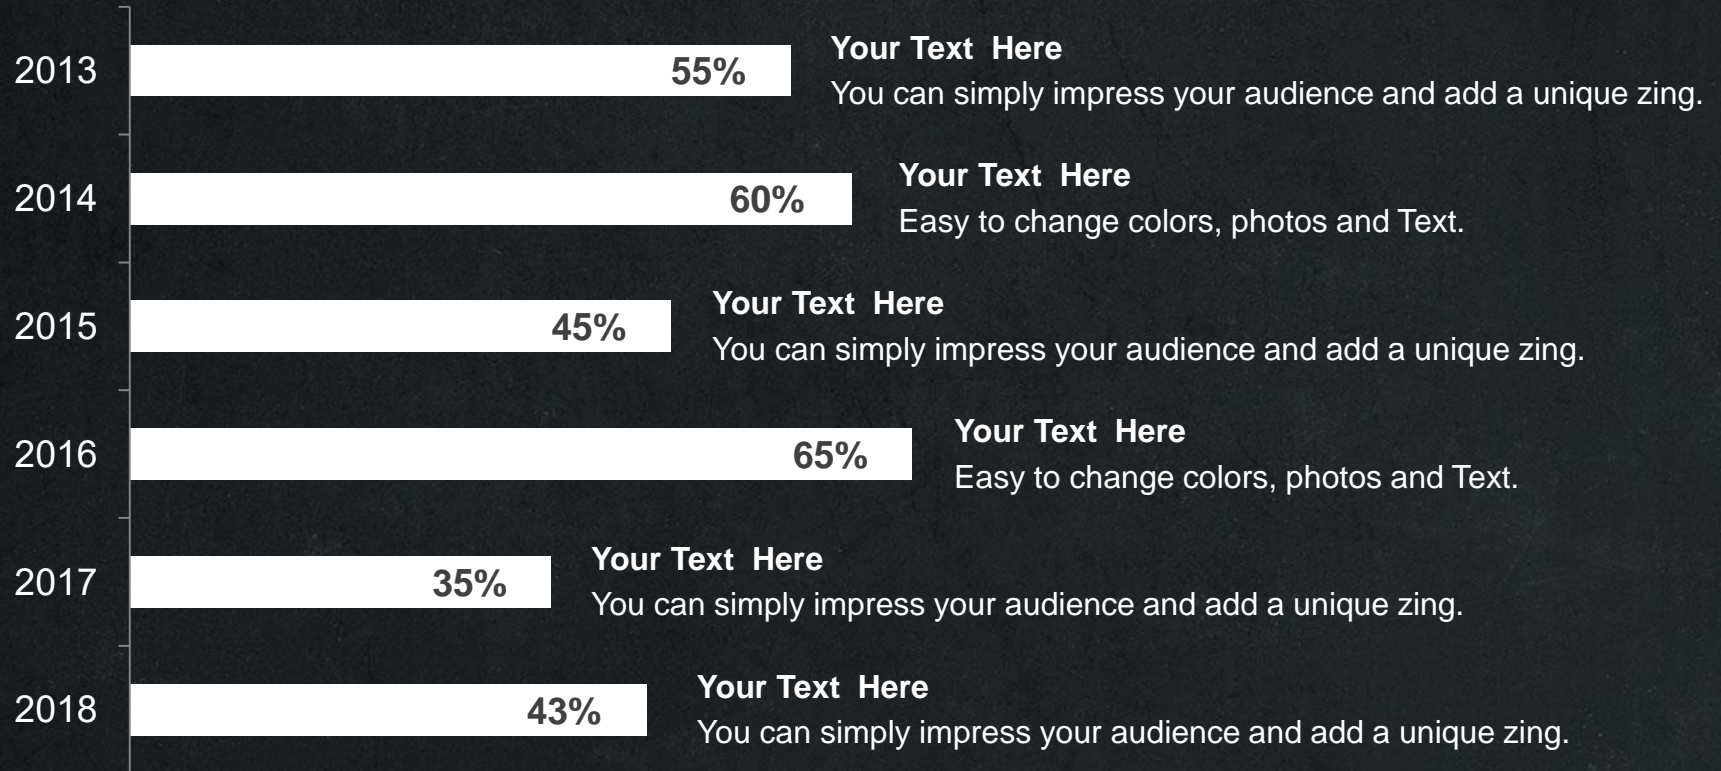 2013
55%
Your Text  Here
You can simply impress your audience and add a unique zing.
2014
60%
Your Text  Here
Easy to change colors, photos and Text.
2015
45%
Your Text  Here
You can simply impress your audience and add a unique zing.
2016
65%
Your Text  Here
Easy to change colors, photos and Text.
2017
35%
Your Text  Here
You can simply impress your audience and add a unique zing.
2018
43%
Your Text  Here
You can simply impress your audience and add a unique zing.